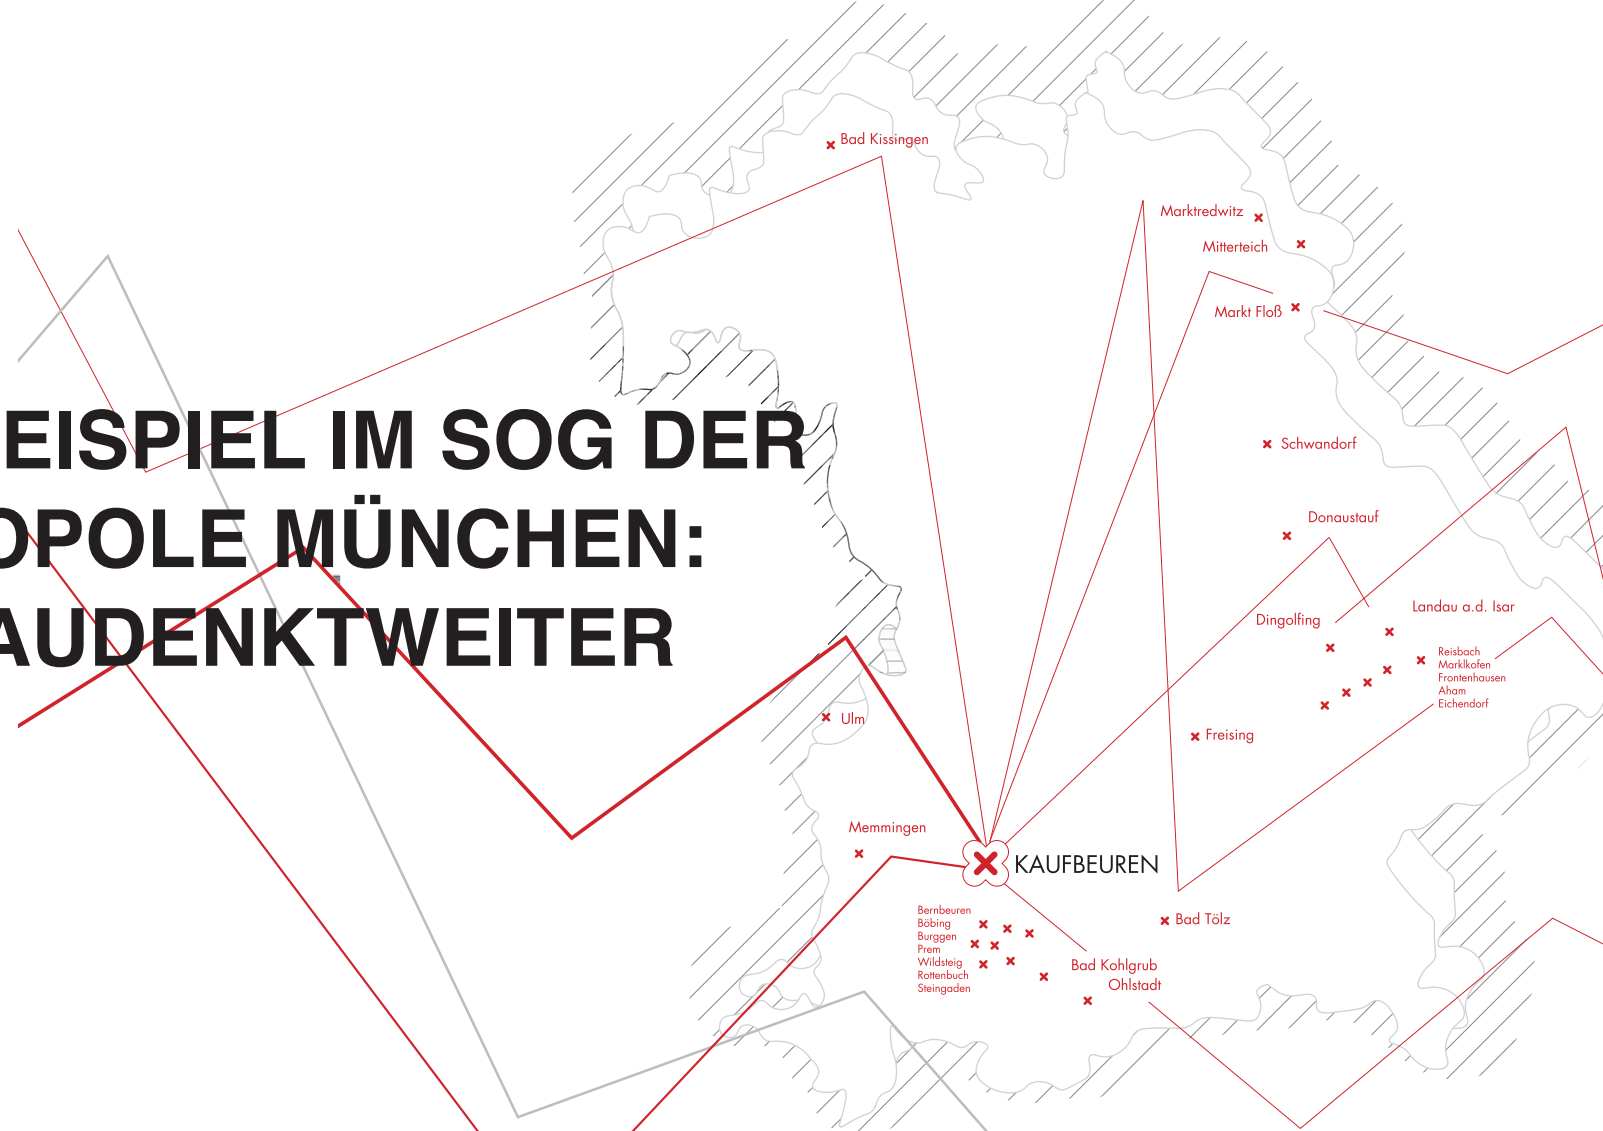 Bad Kissingen
Marktredwitz
Mitterteich
Markt Floß
EISPIEL IM SOG DER
OPOLE MÜNCHEN:
AUDENKTWEITER
Schwandorf
Donaustauf
Landau a.d. Isar
Dingolfing
Reisbach
Marklkofen
Frontenhausen
Aham
Eichendorf
Ulm
Freising
Memmingen
KAUFBEUREN
Bernbeuren
Böbing
Burggen
Prem
Wildsteig
Rottenbuch
Steingaden
Bad Tölz
Bad Kohlgrub
Ohlstadt